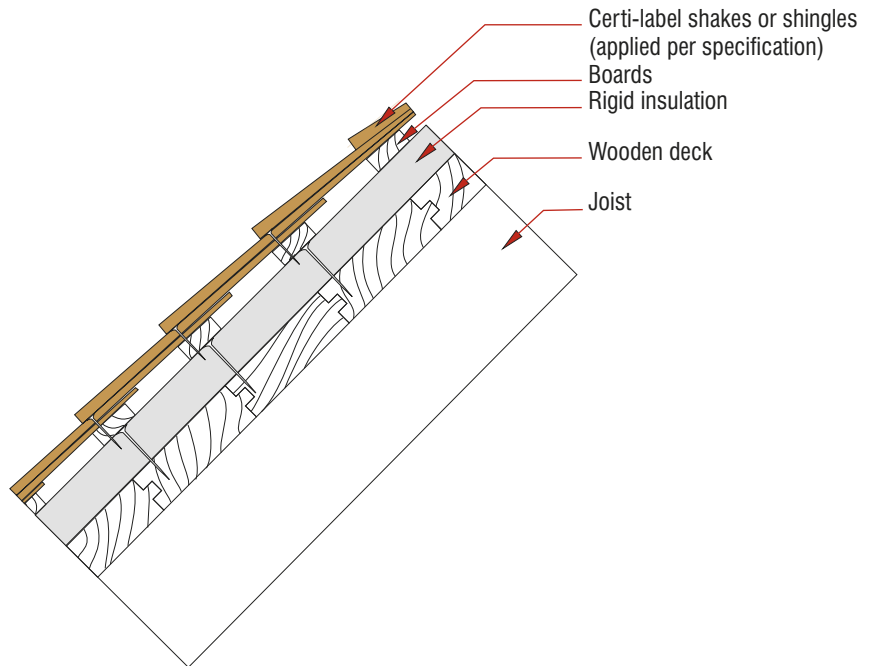 Certi-label shakes or shingles
(applied per specification)
Boards
Rigid insulation
Wooden deck
Joist